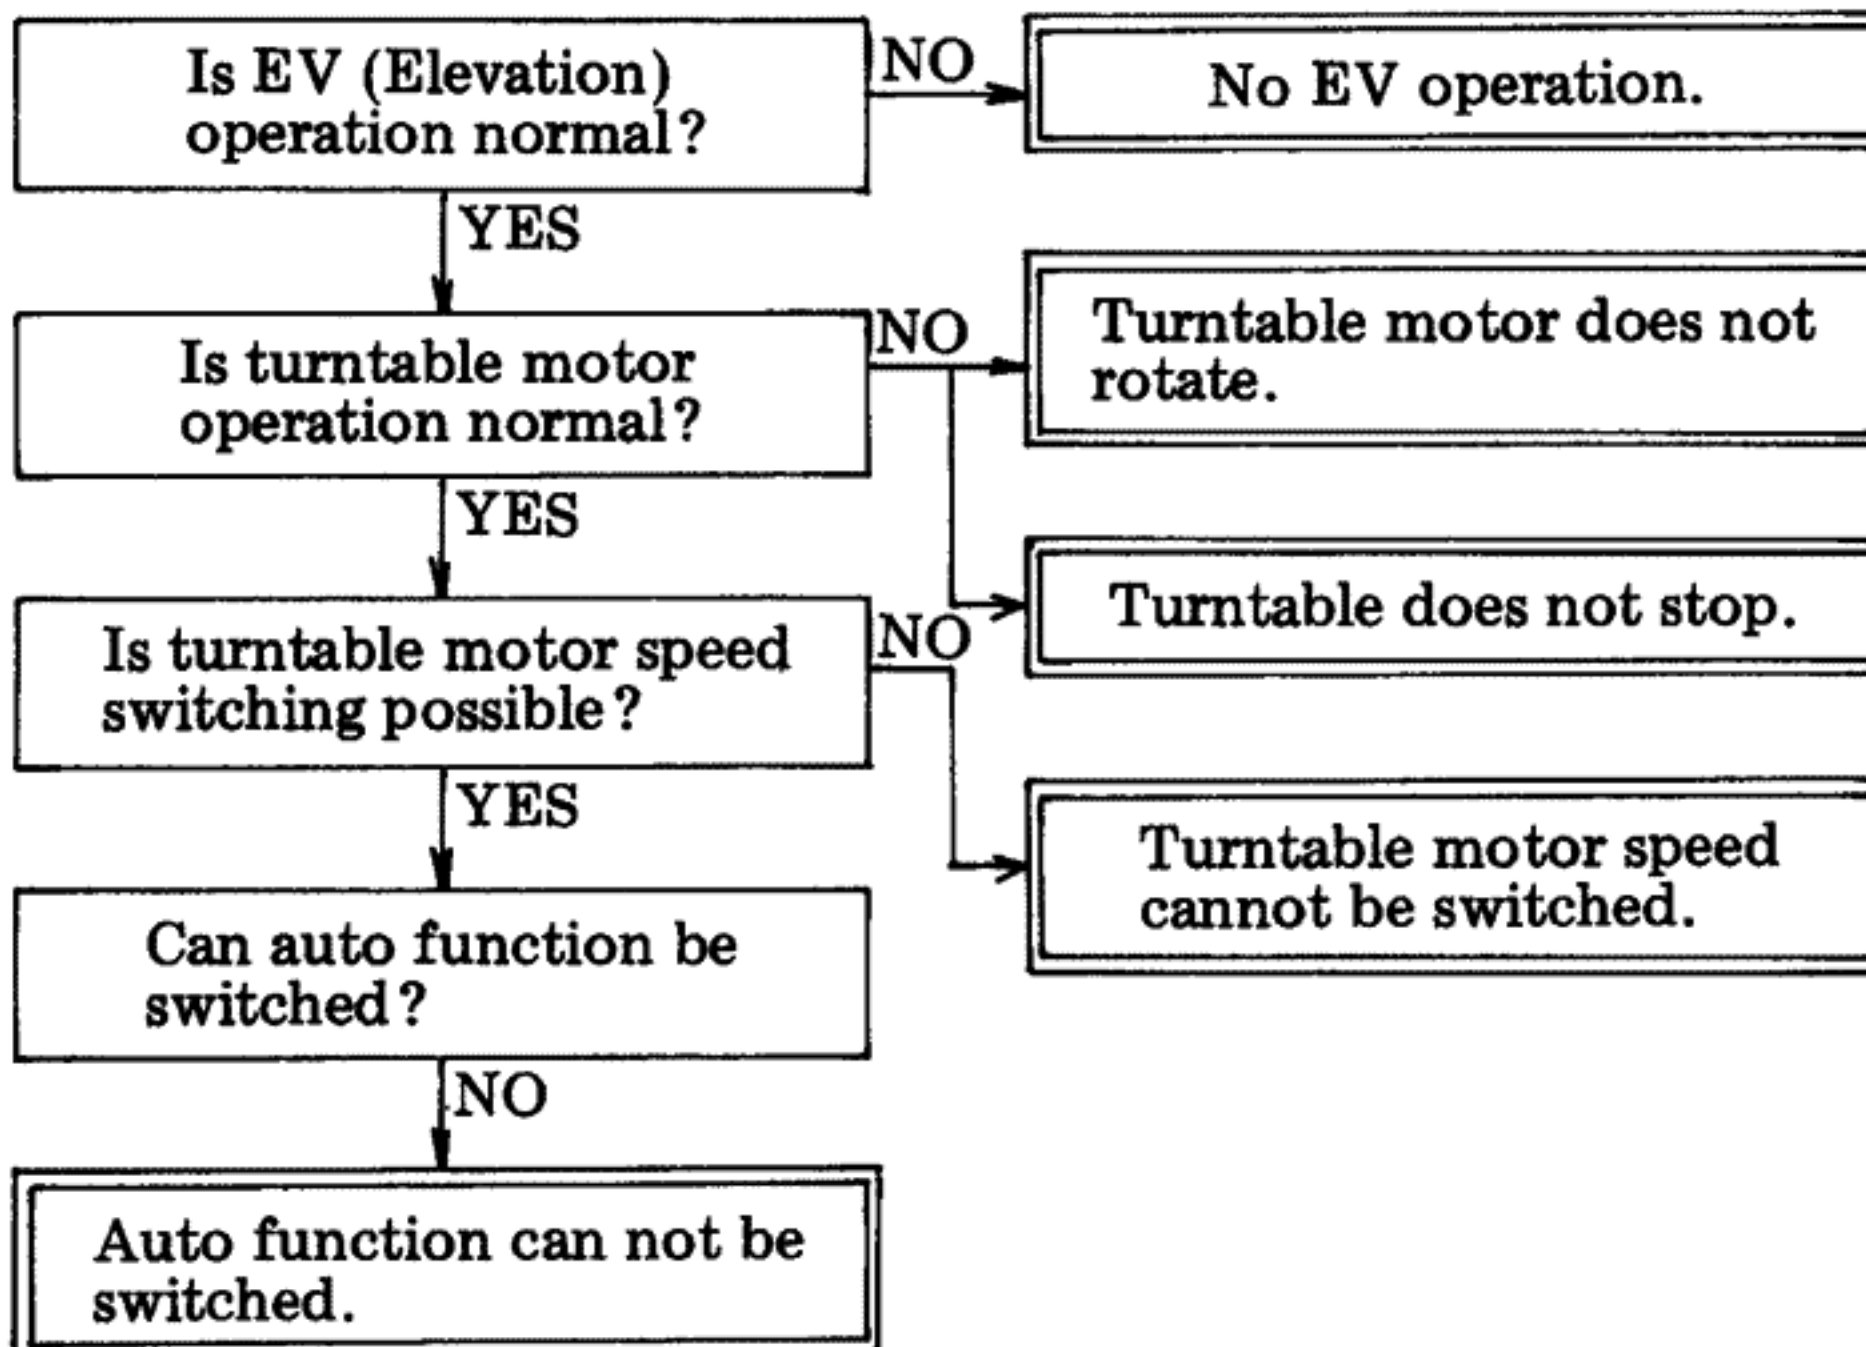 Is EV (Elevation)
operation normal?
NO
No EV operation.
YES
Is turntable motor
operation normal?
NO
Turntable motor does not
rotate.
YES
Turntable does not stop.
Is turntable motor speed
switching possible?
NO
Turntable motor speed
cannot be switched.
YES
Can auto function be
switched?
NO
Auto function can not be
switched.